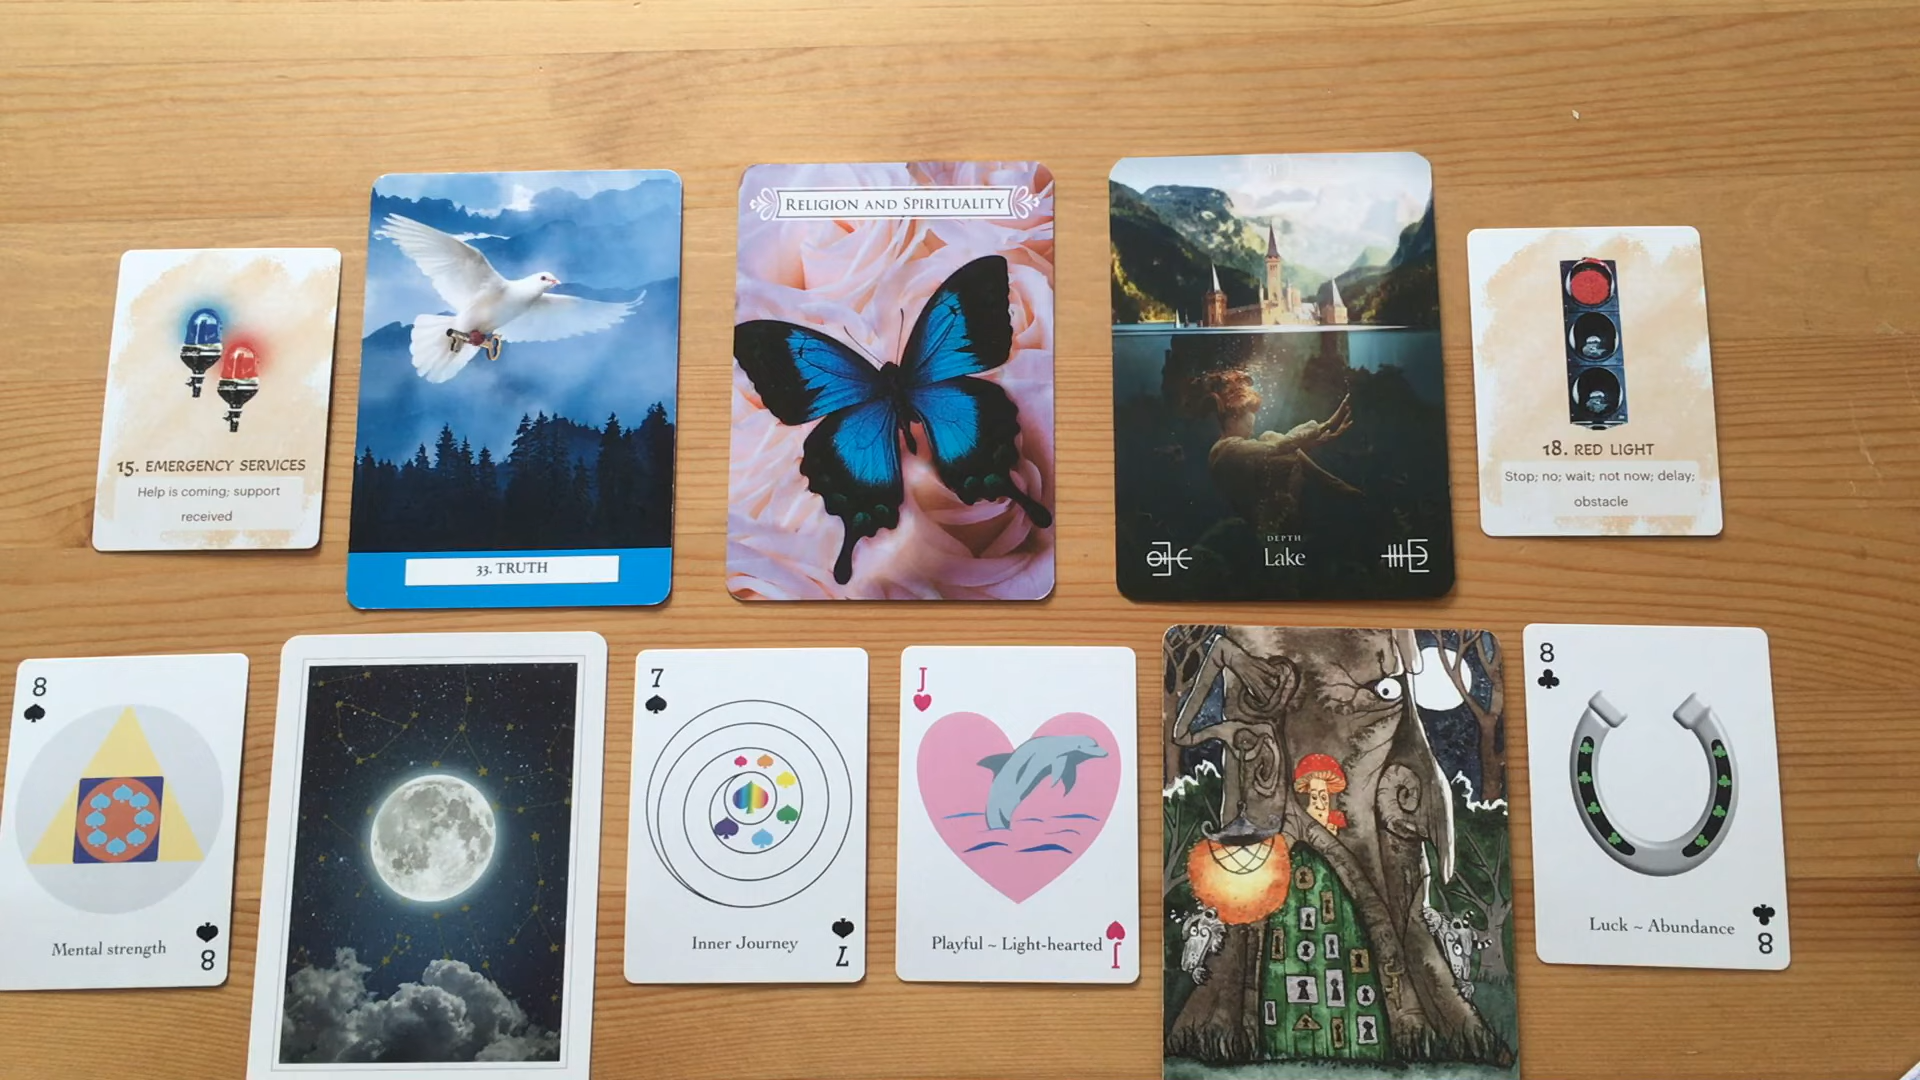 15. EMERGENCY SERVICES
Help is coming; support
received
33. TRUTH
RELIGION AND SPIRITUALITY
DEPTH
Lake
18. RED LIGHT
Stop; no; wait; not now; delay;
obstacle
8
Mental strength
8
7
Inner Journey
7
J
Playful ~ Light-hearted
J
8
Luck ~ Abundance
8